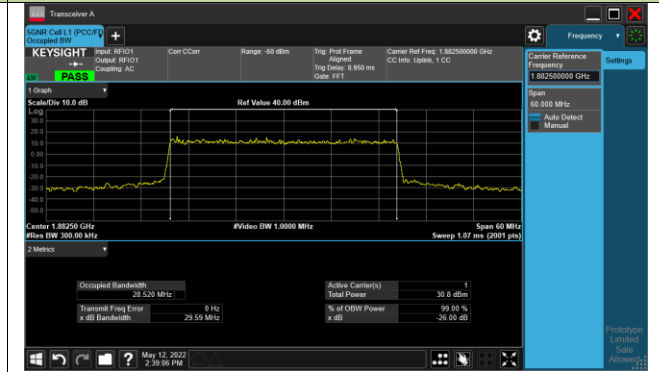 Transceiver A
5GNR Cell L1 (PCC/FD
Occupied BW
Frequency
KEYSIGHT
LV
PASS
Input: RFIO1
Output: RFIO1
Coupling: AC
Corr CCorr
Range: -60 dBm
Trig: Prot Frame
Aligned
Trig Delay: 8.950 ms
Gate: FFT
Carrier Ref Freq: 1.882500000 GHz
CC Info: Uplink, 1 CC
Carrier Reference
Frequency
1.882500000 GHz
Settings
Span
60.000 MHz
Auto Detect
Manual
1 Graph
Scale/Div 10.0 dB
Ref Value 40.00 dBm
Log
30.0
20.0
10.0
0.00
-10.0
-20.0
-30.0
-40.0
-50.0
Center 1.88250 GHz
#Video BW 1.0000 MHz
Span 60 MHz
#Res BW 300.00 kHz
Sweep 1.07 ms (2001 pts)
2 Metrics
Occupied Bandwidth
28.520 MHz
Active Carrier(s) 1
Total Power 30.8 dBm
Transmit Freq Error 0 Hz
x dB Bandwidth 29.59 MHz
% of OBW Power 99.00 %
x dB -26.00 dB
May 12, 2022
2:39:06 PM
Prototype
Limited
Sale
Allowed